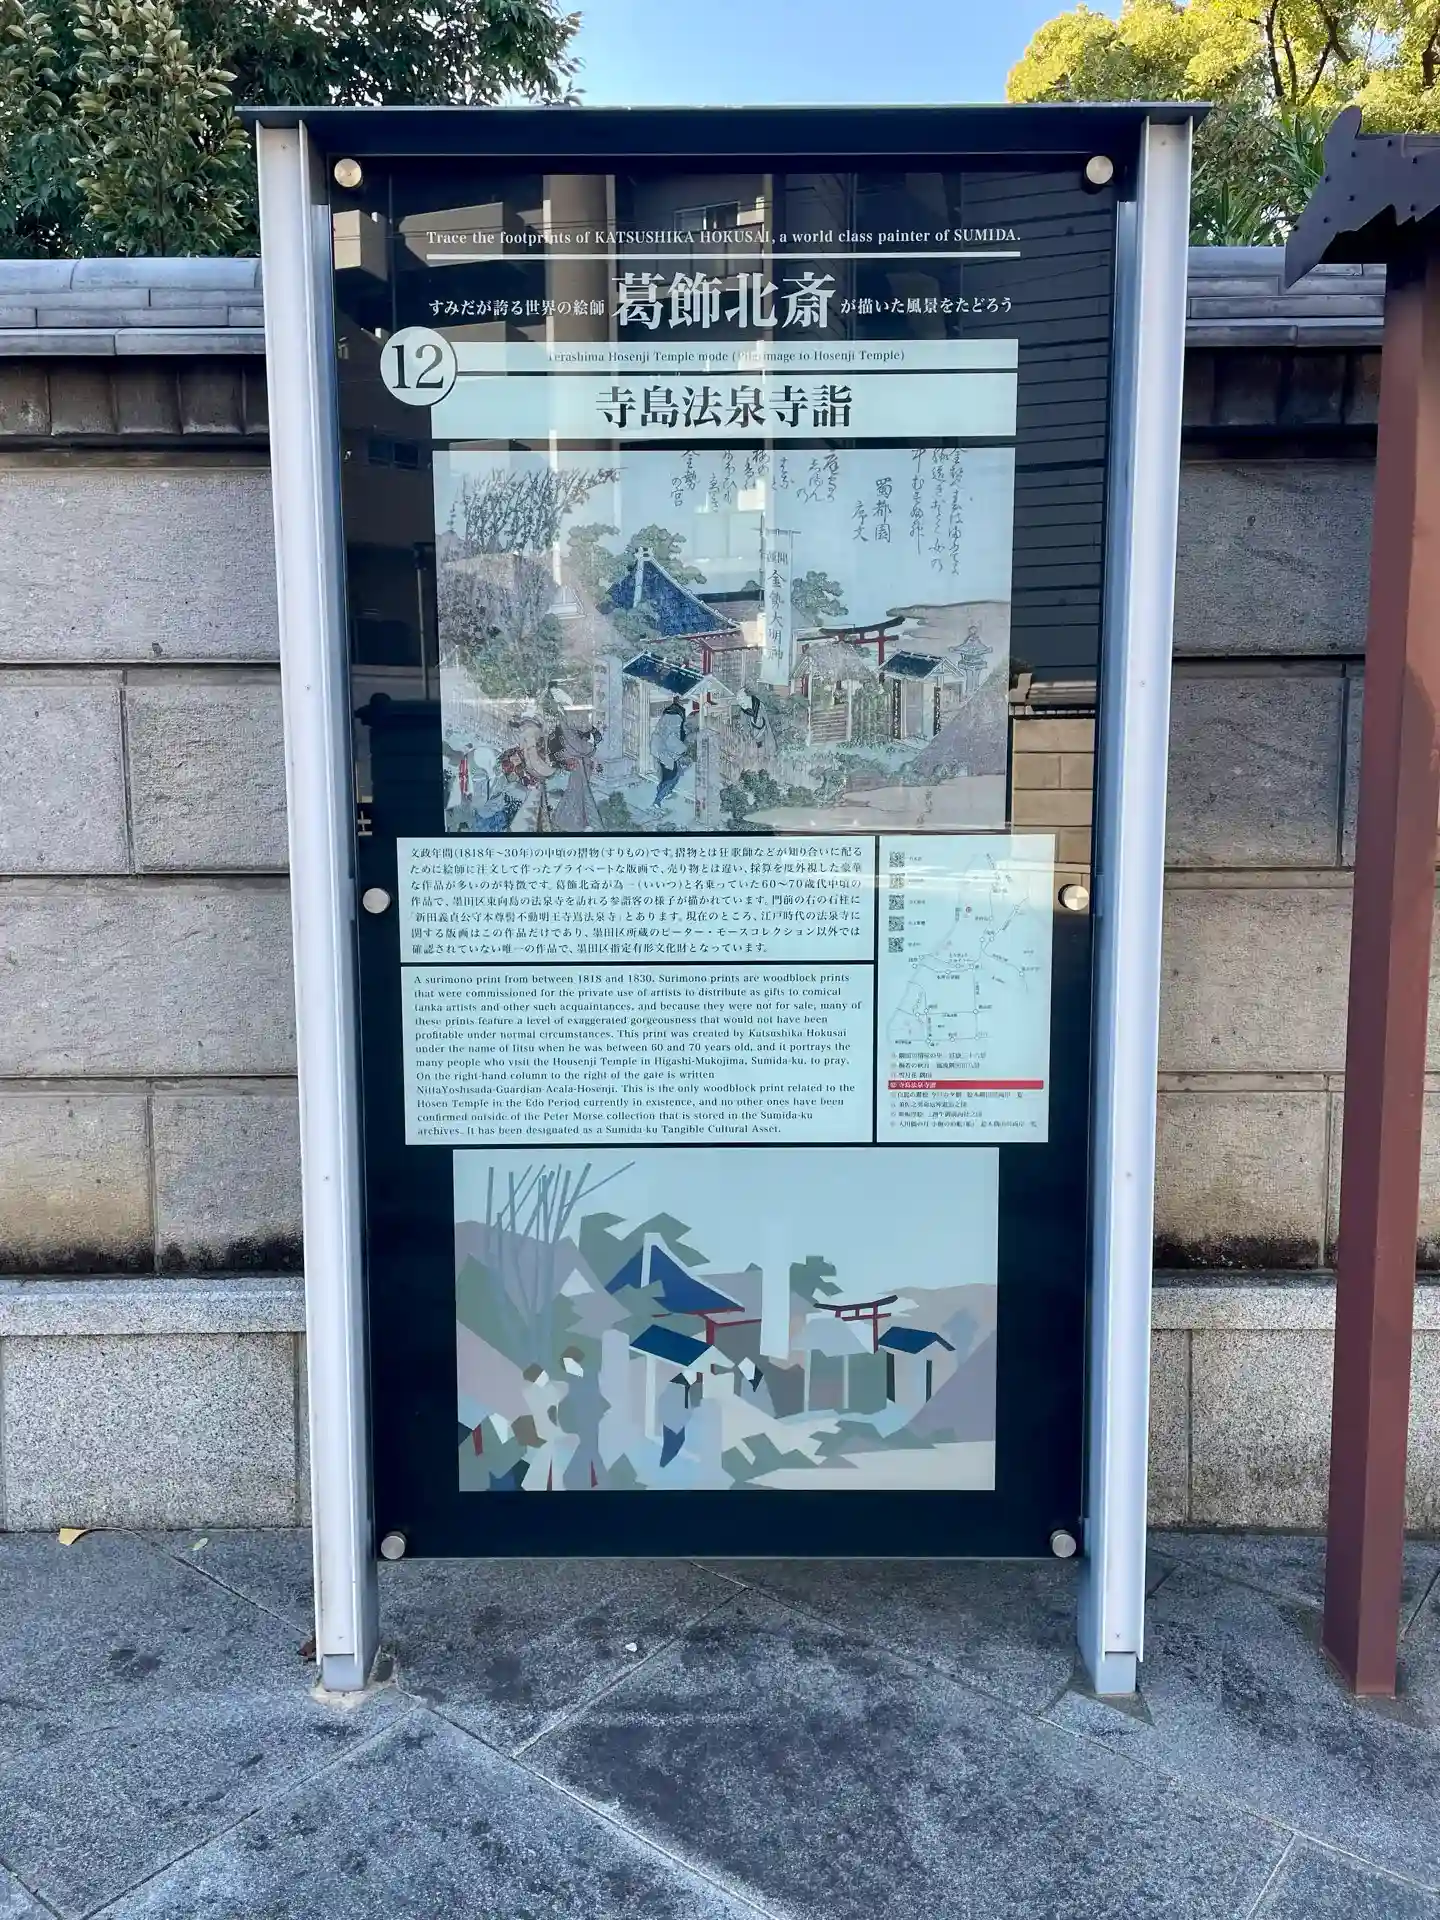 Trace the footprints of KATSUSHIKA HOKUSAI, a world class painter of SUMIDA.
すみだが誇る世界の絵師 葛飾北斎 が描いた風景をたどろう
12
Terashima Hosenji Temple mode (Pilgrimage to Hosenji Temple)
寺島法泉寺詣
蜀都園
序文
金勢
の宮
金勢大明神
文政年間(1818年〜30年)の中頃の摺物(すりもの)です。摺物とは狂歌師などが知り合いに配る
ために絵師に注文して作ったプライベートな版画で、売り物とは違い、採算を度外視した豪華
な作品が多いのが特徴です。葛飾北斎が為一(いいつ)と名乗っていた60〜70歳代中頃の
作品で、墨田区東向島の法泉寺を訪れる参詣客の様子が描かれています。門前の右の石柱に
「新田義貞公守本尊 不動明王寺嶌法泉寺」とあります。現在のところ、江戸時代の法泉寺に
関する版画はこの作品だけであり、墨田区所蔵のピーター・モースコレクション以外では
確認されていない唯一の作品で、墨田区指定有形文化財となっています。
A surimono print from between 1818 and 1830. Surimono prints are woodblock prints
that were commissioned for the private use of artists to distribute as gifts to comical
tanka artists and other such acquaintances, and because they were not for sale, many of
these prints feature a level of exaggerated gorgeousness that would not have been
profitable under normal circumstances. This print was created by Katsushika Hokusai
under the name of Iitsu when he was between 60 and 70 years old, and it portrays the
many people who visit the Housenji Temple in Higashi-Mukojima, Sumida-ku, to pray.
On the right-hand column to the right of the gate is written
NittaYoshisada-Guardian-Acala-Hosenji. This is the only woodblock print related to the
Hosen Temple in the Edo Period currently in existence, and no other ones have been
confirmed outside of the Peter Morse collection that is stored in the Sumida-ku
archives. It has been designated as a Sumida-ku Tangible Cultural Asset.
寺島法泉寺詣